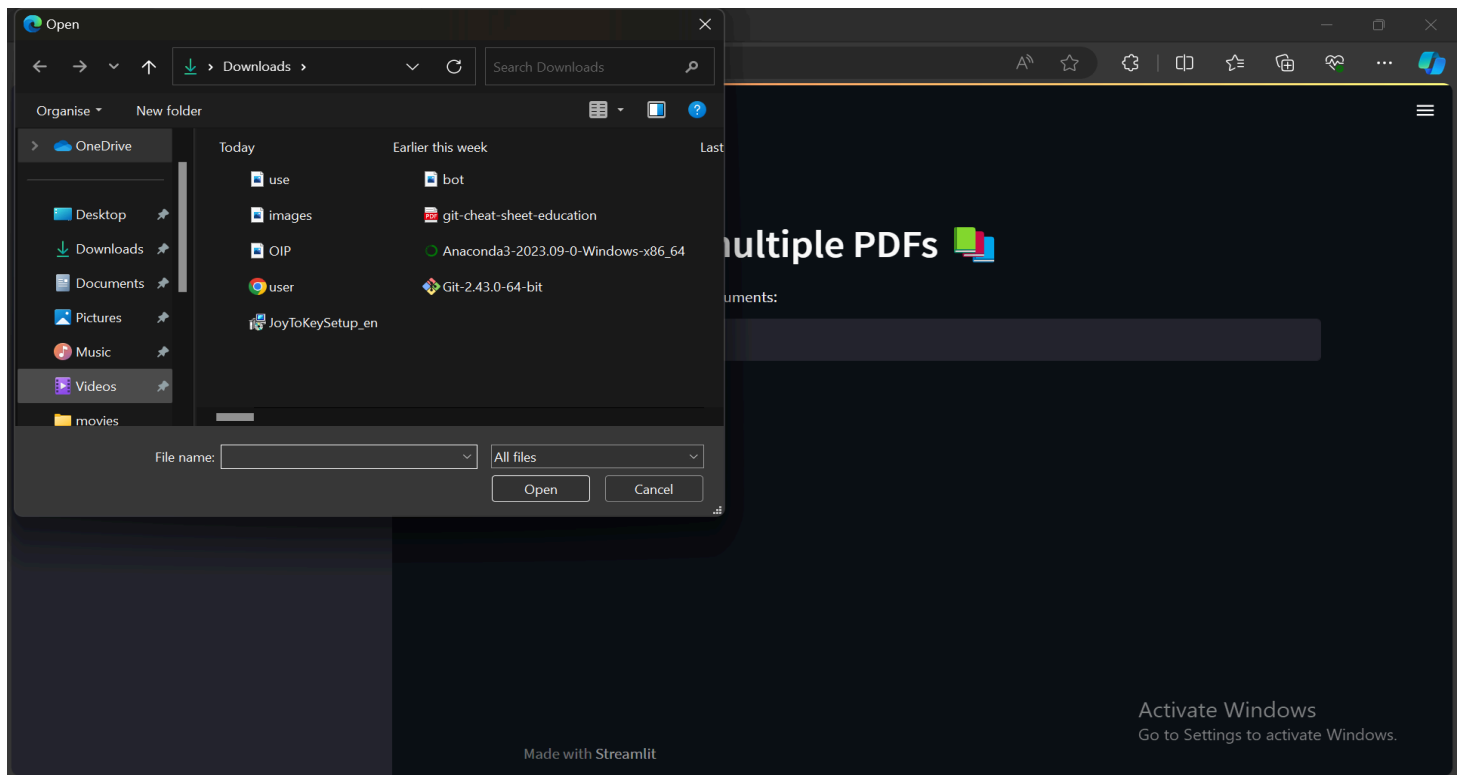 Open
Downloads
Search Downloads
Organise
New folder
OneDrive
Desktop
Downloads
Documents
Pictures
Music
Videos
movies
Today
use
images
OIP
user
JoyToKeySetup_en
Earlier this week
bot
PDF
git-cheat-sheet-education
Anaconda3-2023.09-0-Windows-x86_64
Git-2.43.0-64-bit
Last
File name:
All files
Open
Cancel
ultiple PDFs
uments:
Made with Streamlit
Activate Windows
Go to Settings to activate Windows.